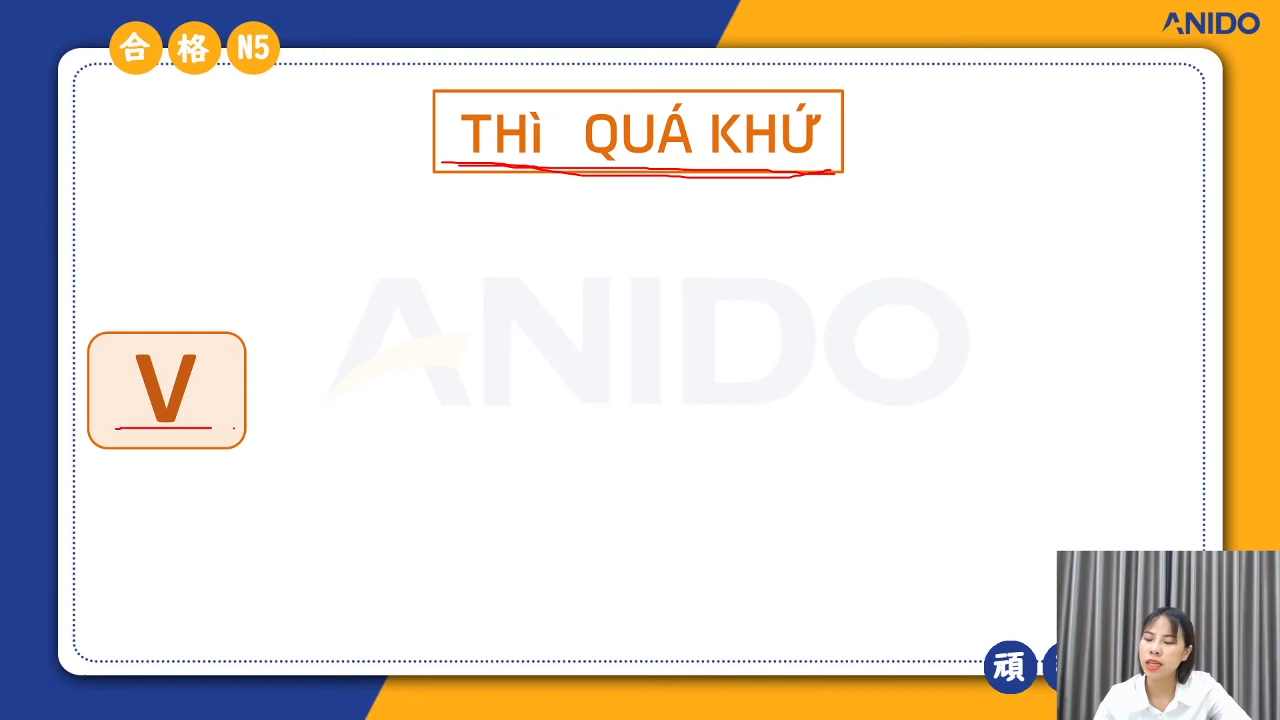 ANIDO
合格 N5
THì QUÁ KHỨ
ANIDO
V
頑